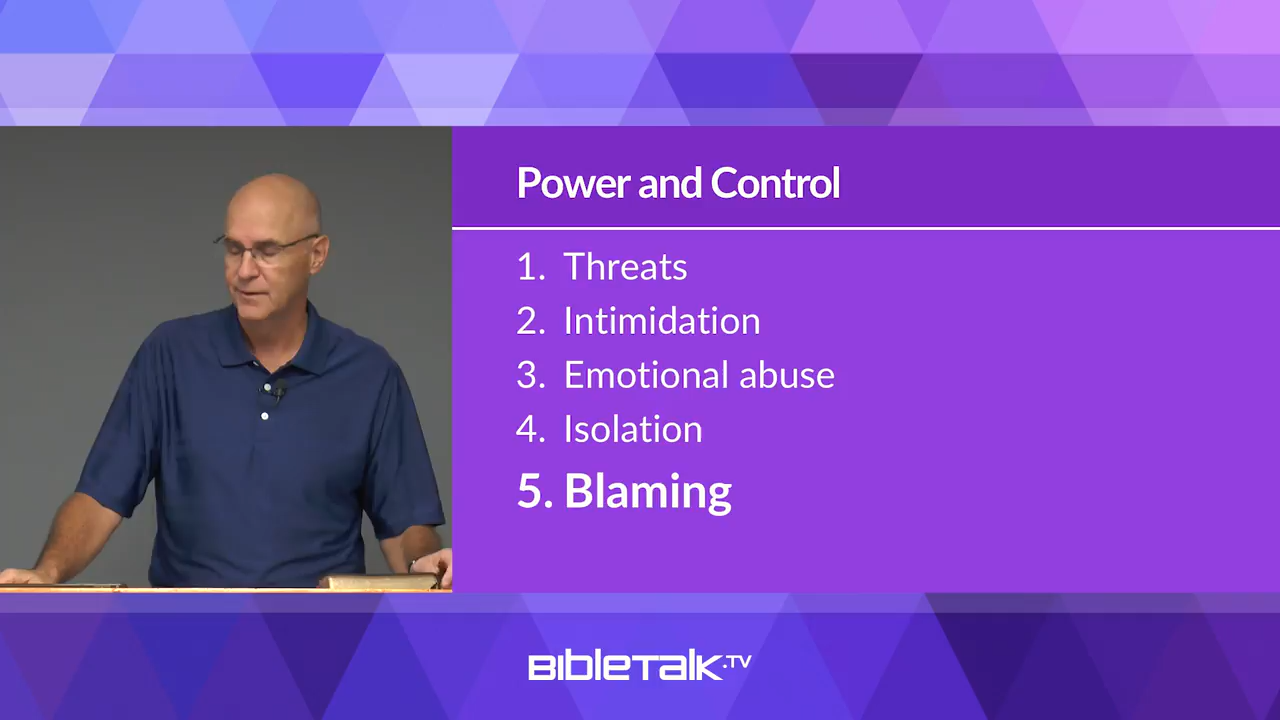 Power and Control
1. Threats
2. Intimidation
3. Emotional abuse
4. Isolation
5. Blaming
BibleTalk.TV